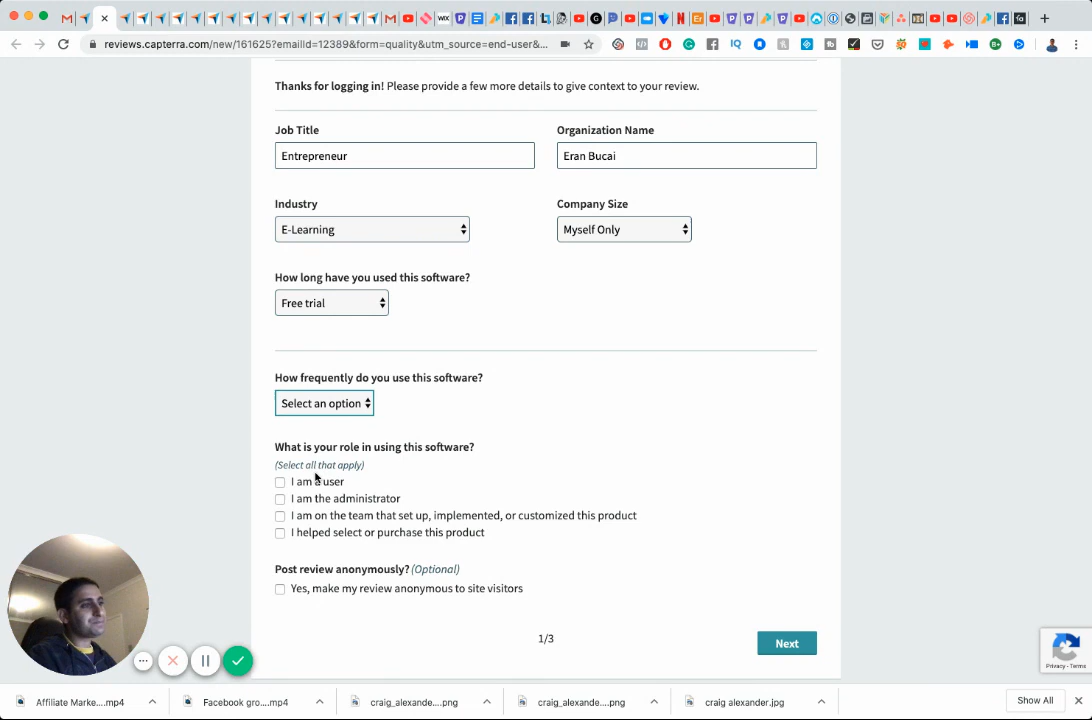 reviews.capterra.com/new/161625?emailId=12389&form=quality&utm_source=end-user&...
Thanks for logging in! Please provide a few more details to give context to your review.
Job Title
Organization Name
Entrepreneur
Eran Bucai
Industry
Company Size
E-Learning
Myself Only
How long have you used this software?
Free trial
How frequently do you use this software?
Select an option
What is your role in using this software?
(Select all that apply)
I am a user
I am the administrator
I am on the team that set up, implemented, or customized this product
I helped select or purchase this product
Post review anonymously? (Optional)
Yes, make my review anonymous to site visitors
1/3
Next
Privacy - Terms
Affiliate Marke....mp4
Facebook gro....mp4
craig_alexande....png
craig_alexande....png
craig alexander.jpg
Show All